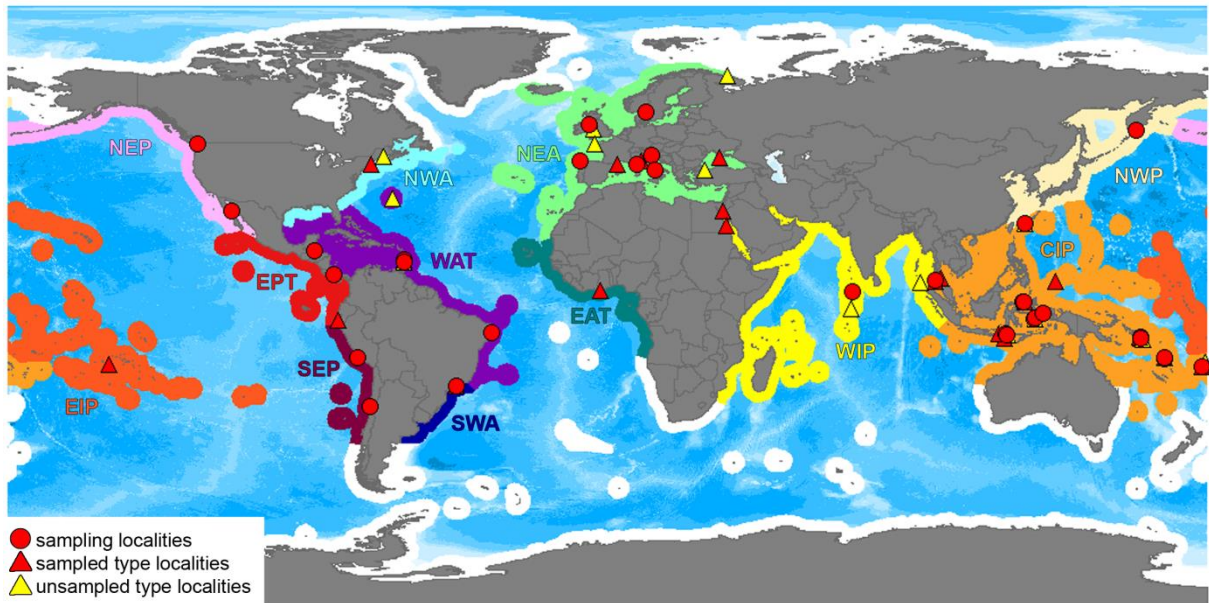 NEP
NWA
NEA
NWP
CIP
WAT
EPT
EAT
WIP
SEP
EIP
SWA
sampling localities
sampled type localities
unsampled type localities